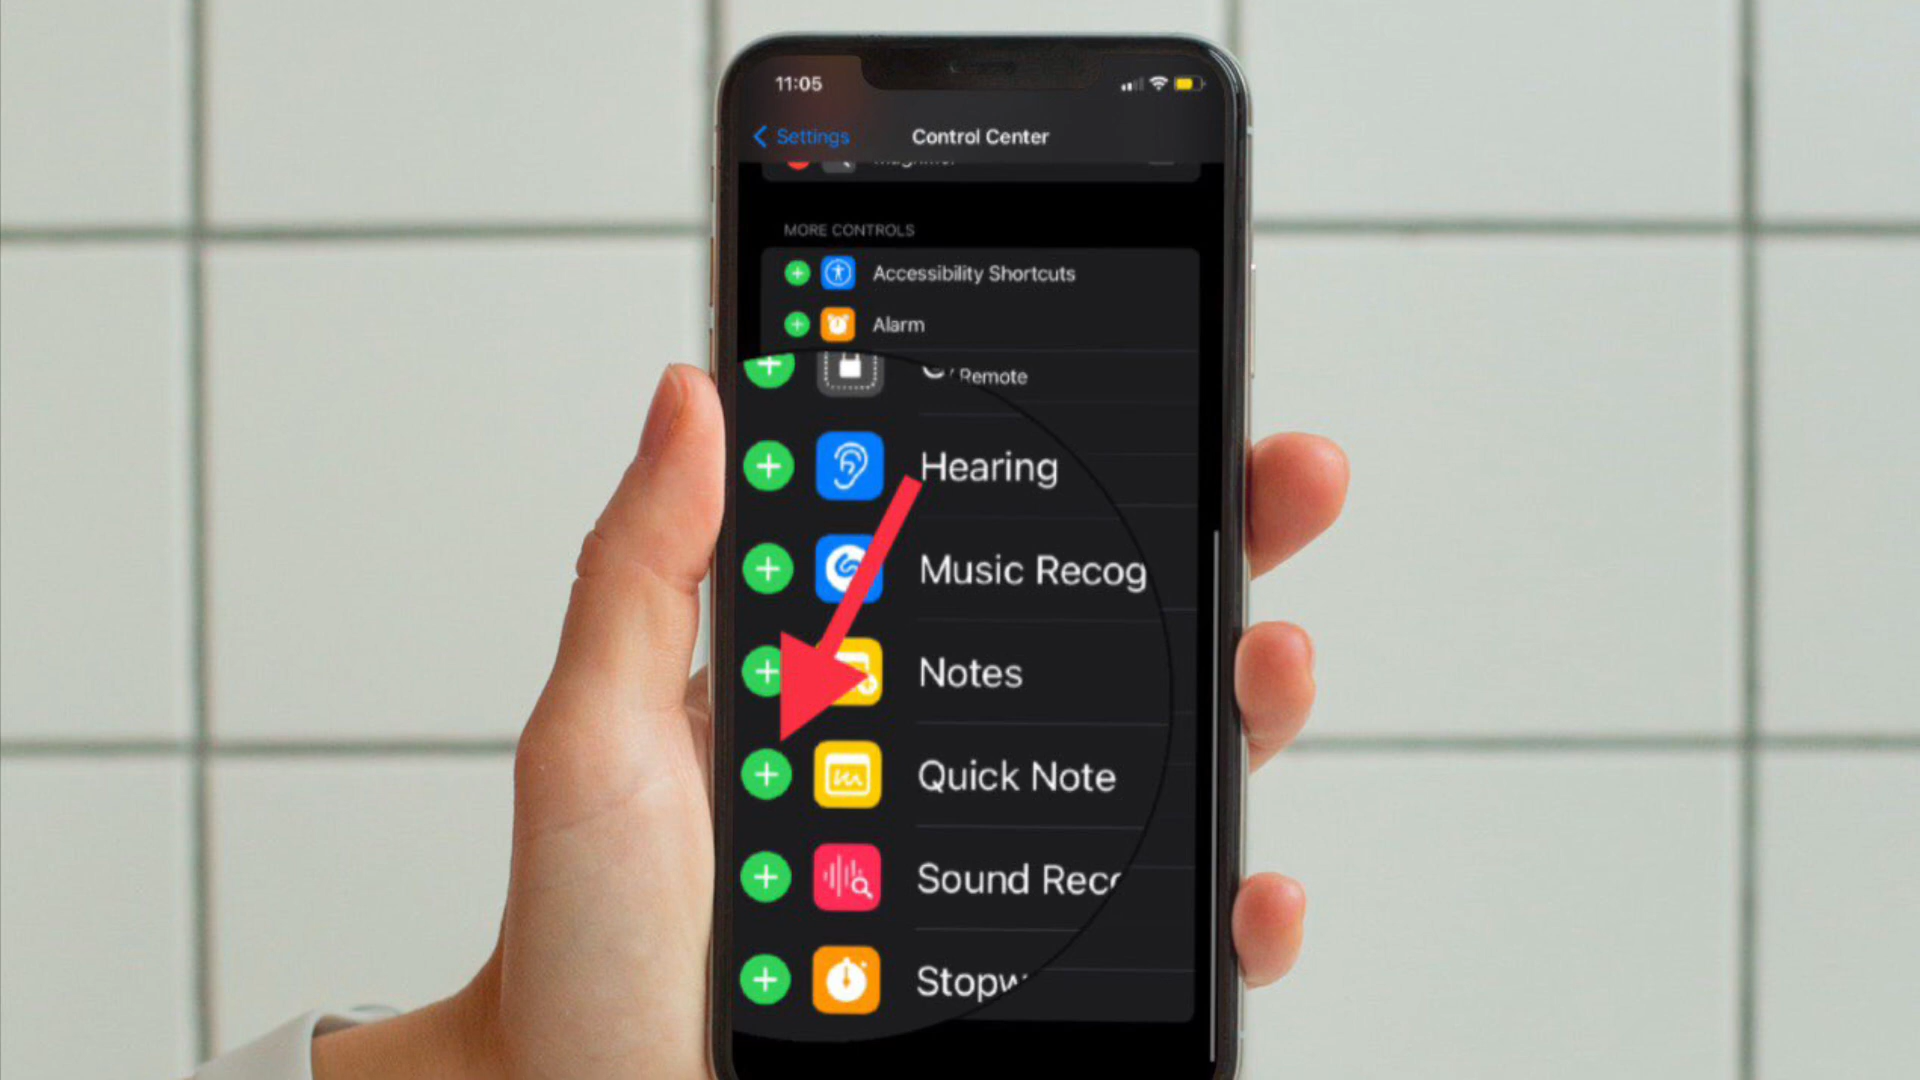 11:05
Settings
Control Center
MORE CONTROLS
Accessibility Shortcuts
Alarm
Remote
Hearing
Music Recog
Notes
Quick Note
Sound Rec
Stopw